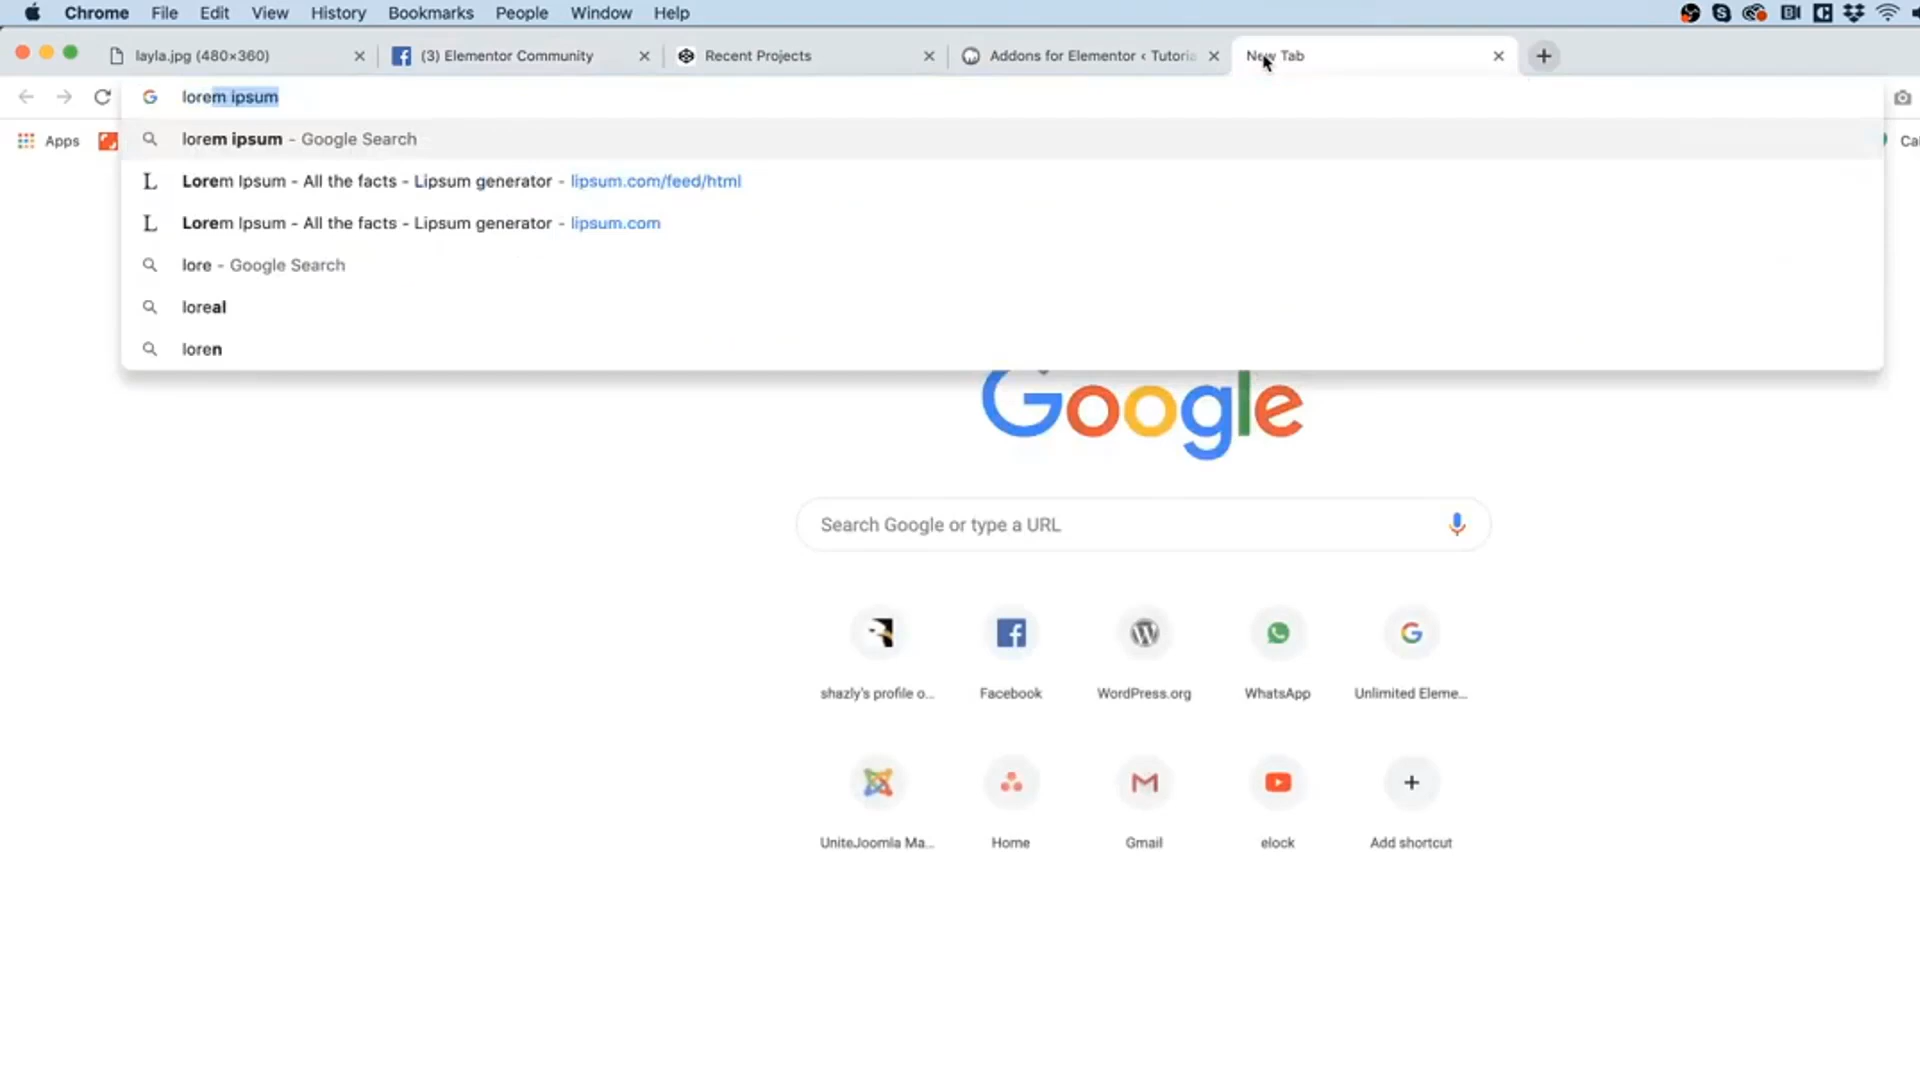 Chrome File Edit View History Bookmarks People Window Help
layla.jpg (480×360) (3) Elementor Community Recent Projects Addons for Elementor ‹ Tutoria New Tab
lorem ipsum
Apps
lorem ipsum - Google Search
Lorem Ipsum - All the facts - Lipsum generator - lipsum.com/feed/html
Lorem Ipsum - All the facts - Lipsum generator - lipsum.com
lore - Google Search
loreal
loren
Google
Search Google or type a URL
shazly's profile o... Facebook WordPress.org WhatsApp Unlimited Eleme...
UniteJoomla Ma... Home Gmail elock Add shortcut